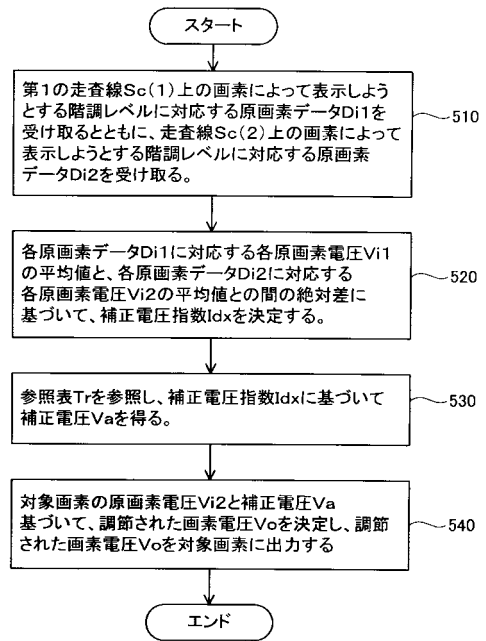 スタート
第1の走査線Sc(1)上の画素によって表示しよう
とする階調レベルに対応する原画素データDi1を
受け取るとともに、走査線Sc(2)上の画素によって
表示しようとする階調レベルに対応する原画素
データDi2を受け取る。
510
各原画素データDi1に対応する各原画素電圧Vi1
の平均値と、各原画素データDi2に対応する
各原画素電圧Vi2の平均値との間の絶対差に
基づいて、補正電圧指数Idxを決定する。
520
参照表Trを参照し、補正電圧指数Idxに基づいて
補正電圧Vaを得る。
530
対象画素の原画素電圧Vi2と補正電圧Va
基づいて、調節された画素電圧Voを決定し、調節
された画素電圧Voを対象画素に出力する
540
エンド